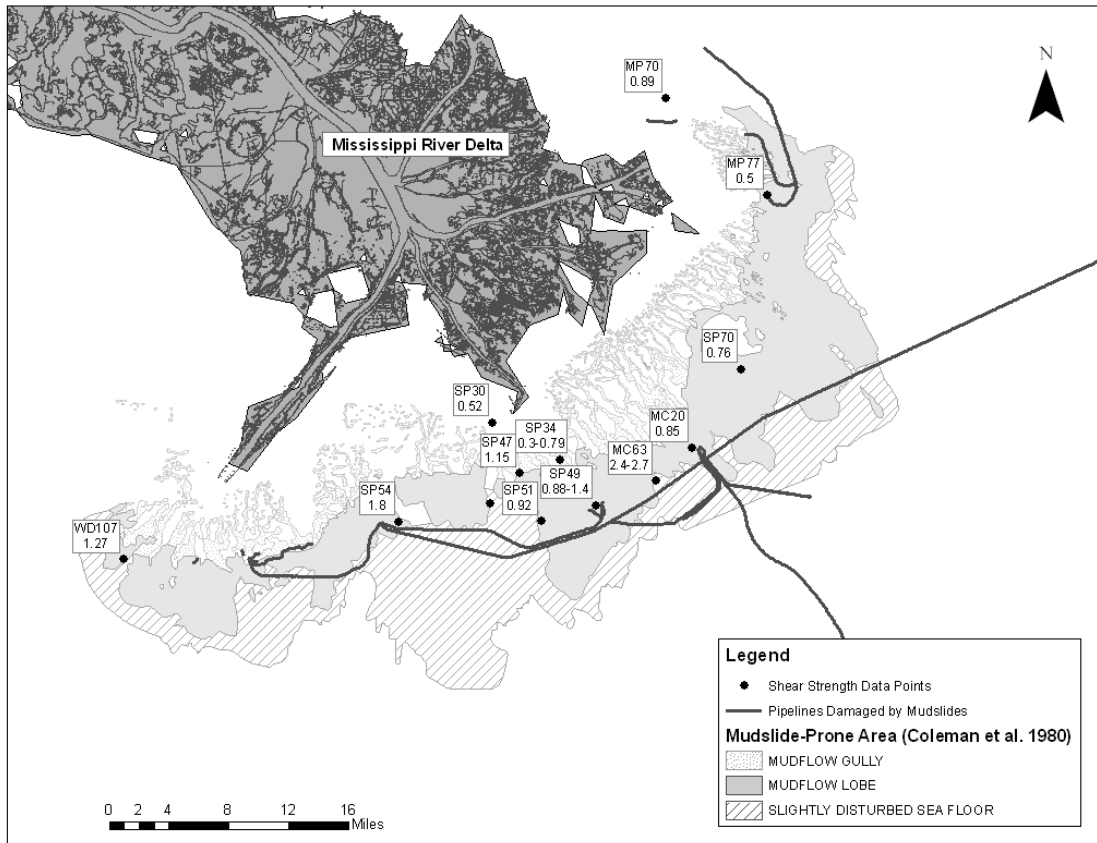 MP70
0.89
N
Mississippi River Delta
MP77
0.5
SP70
0.76
SP30
0.52
SP34
0.3-0.79
MC20
0.85
SP47
1.15
MC63
2.4-2.7
SP49
0.88-1.4
SP54
1.8
SP51
0.92
WD107
1.27
Legend
Shear Strength Data Points
Pipelines Damaged by Mudslides
Mudslide-Prone Area (Coleman et al. 1980)
MUDFLOW GULLY
MUDFLOW LOBE
SLIGHTLY DISTURBED SEA FLOOR
0 2 4 8 12 16
Miles